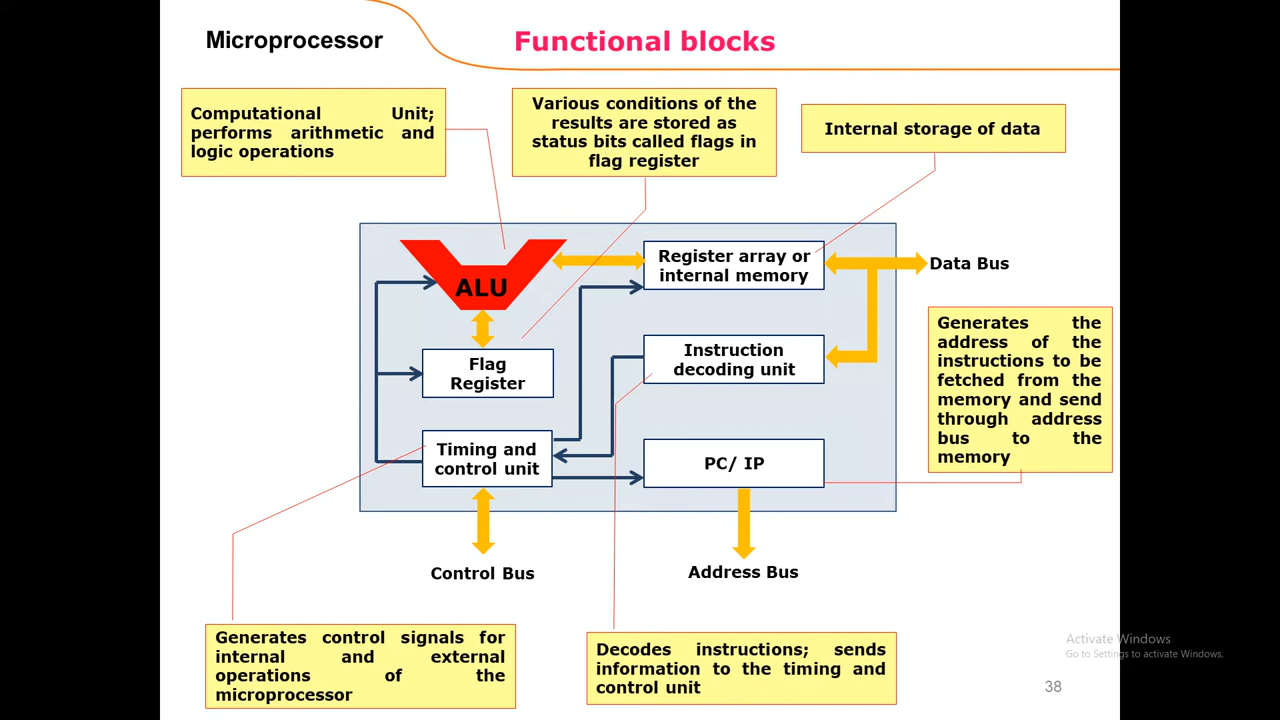 Microprocessor
Functional blocks
Computational Unit;
performs arithmetic and
logic operations
Various conditions of the
results are stored as
status bits called flags in
flag register
Internal storage of data
ALU
Register array or
internal memory
Data Bus
Generates the
address of the
instructions to be
fetched from the
memory and send
through address
bus to the
memory
Instruction
decoding unit
Flag
Register
Timing and
control unit
PC/ IP
Control Bus
Address Bus
Generates control signals for
internal and external
operations of the
microprocessor
Decodes instructions; sends
information to the timing and
control unit
Activate Windows
Go to Settings to activate Windows.
38